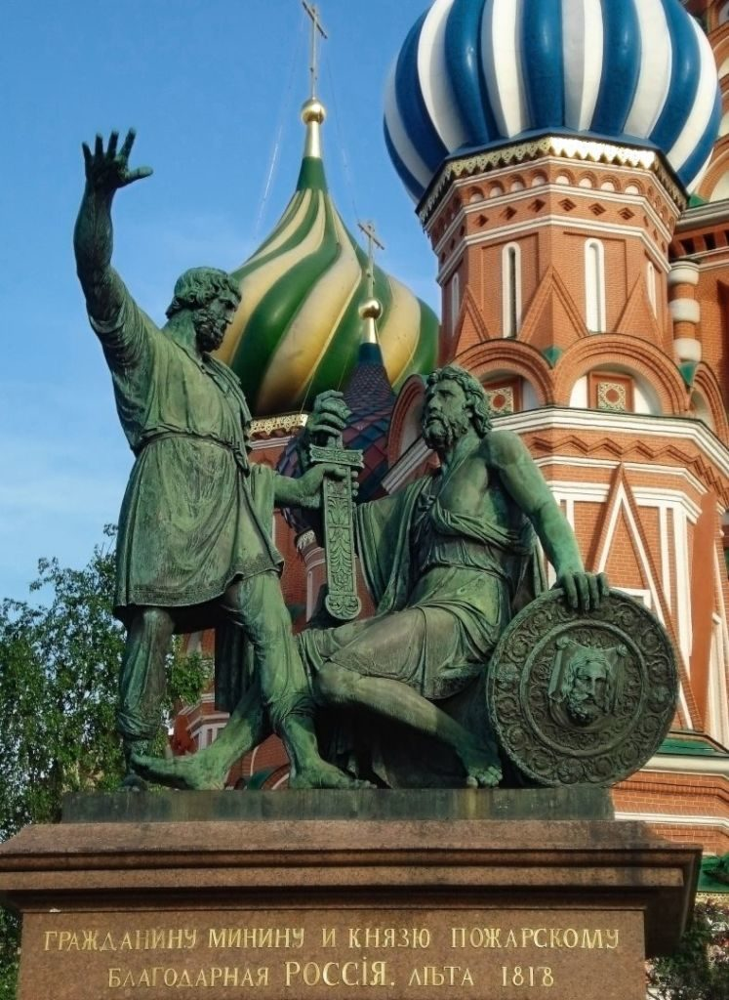 ГРАЖДАНИНУ МИНИНУ И КНЯЗЮ ПОЖАРСКОМУ
БЛАГОДАРНАЯ РОССІЯ. ЛѢТА 1818